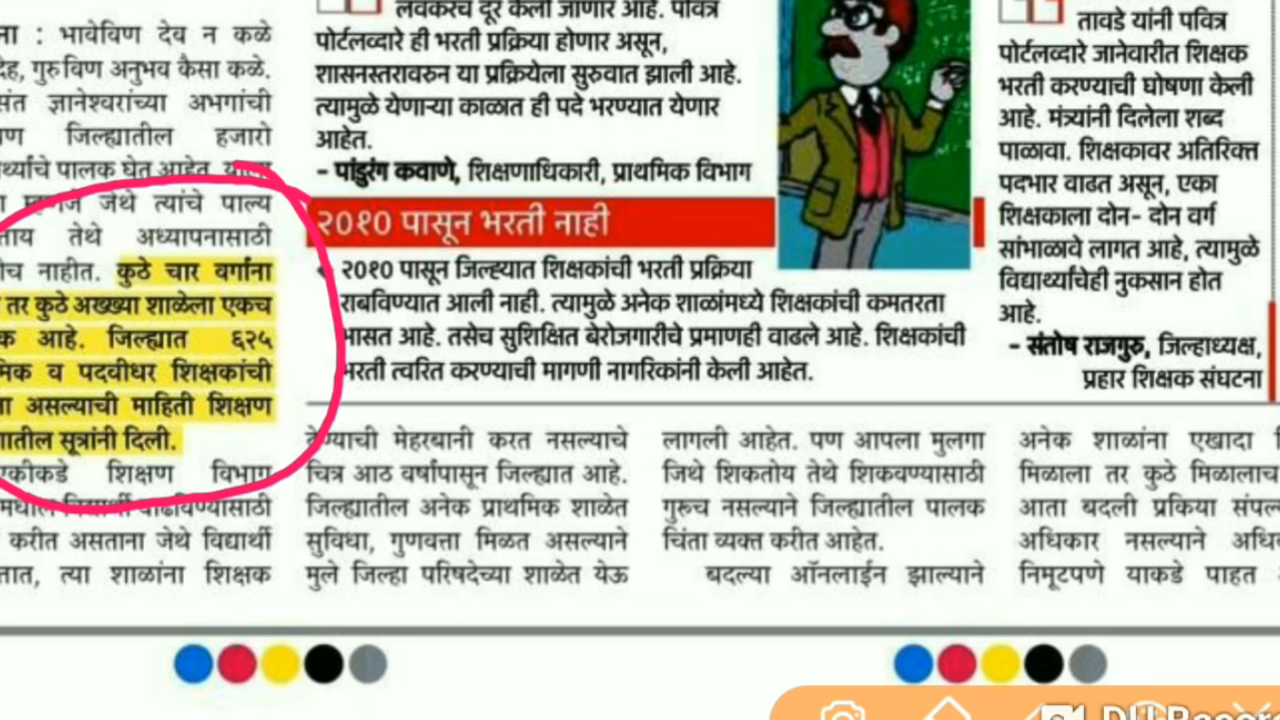 ना : भावेविण देव न कळे
देह, गुरुविण अनुभव कैसा कळे.
संत ज्ञानेश्वरांच्या अभगांची
जिल्ह्यातील हजारो
पालक घेत आहेत.
म्हणजे जेथे त्यांचे पाल्य
तेथे अध्यापनासाठी
नाहीत. कुठे चार वर्गांना
तर कुठे अख्ख्या शाळेला एकच
आहे. जिल्ह्यात ६२५
व पदवीधर शिक्षकांची
असल्याची माहिती शिक्षण
सूत्रांनी दिली.
एकीकडे शिक्षण विभाग
विद्यार्थी घडविण्यासाठी
करीत असताना जेथे विद्यार्थी
त्या शाळांना शिक्षक
लवकरच दूर केली जाणार आहे. पवित्र
पोर्टलव्दारे ही भरती प्रक्रिया होणार असून,
शासनस्तरावरुन या प्रक्रियेला सुरुवात झाली आहे.
त्यामुळे येणाऱ्या काळात ही पदे भरण्यात येणार
आहेत.
- पांडुरंग कवाणे, शिक्षणाधिकारी, प्राथमिक विभाग
२०१० पासून भरती नाही
२०१० पासून जिल्ह्यात शिक्षकांची भरती प्रक्रिया
राबविण्यात आली नाही. त्यामुळे अनेक शाळांमध्ये शिक्षकांची कमतरता
भासत आहे. तसेच सुशिक्षित बेरोजगारीचे प्रमाणही वाढले आहे. शिक्षकांची
भरती त्वरित करण्याची मागणी नागरिकांनी केली आहेत.
तावडे यांनी पवित्र
पोर्टलव्दारे जानेवारीत शिक्षक
भरती करण्याची घोषणा केली
आहे. मंत्र्यांनी दिलेला शब्द
पाळावा. शिक्षकावर अतिरिक्त
पदभार वाढत असून, एका
शिक्षकाला दोन- दोन वर्ग
सांभाळावे लागत आहे, त्यामुळे
विद्यार्थ्यांचेही नुकसान होत
आहे.
- संतोष राजगुरु, जिल्हाध्यक्ष,
प्रहार शिक्षक संघटना
देण्याची मेहरबानी करत नसल्याचे
चित्र आठ वर्षांपासून जिल्ह्यात आहे.
जिल्ह्यातील अनेक प्राथमिक शाळेत
सुविधा, गुणवत्ता मिळत असल्याने
मुले जिल्हा परिषदेच्या शाळेत येऊ
लागली आहेत. पण आपला मुलगा
जिथे शिकतोय तेथे शिकवण्यासाठी
गुरूच नसल्याने जिल्ह्यातील पालक
चिंता व्यक्त करीत आहेत.
बदल्या ऑनलाईन झाल्याने
अनेक शाळांना एखादा
मिळाला तर कुठे मिळालाच
आता बदली प्रकिया
अधिकार नसल्याने
निमूटपणे याकडे पाहत